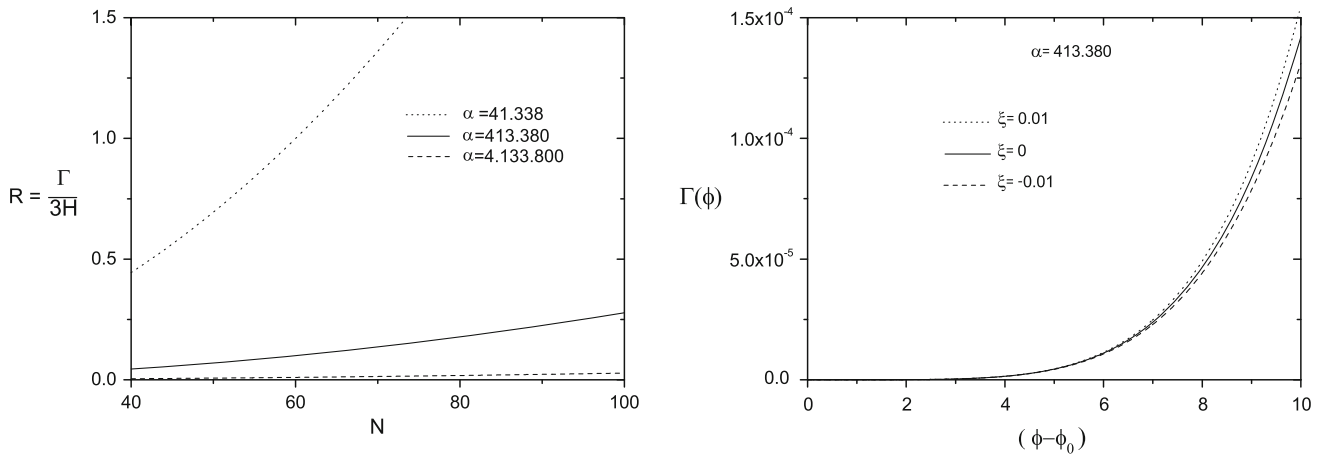 1.5
1.0
0.5
0.0
40
60
80
100
R = Γ/3H
N
α =41.338
α=413.380
α=4.133.800
1.5x10⁻⁴
1.0x10⁻⁴
5.0x10⁻⁵
0.0
0
2
4
6
8
10
Γ(ϕ)
(ϕ−ϕ₀)
α= 413.380
ξ= 0.01
ξ= 0
ξ= -0.01